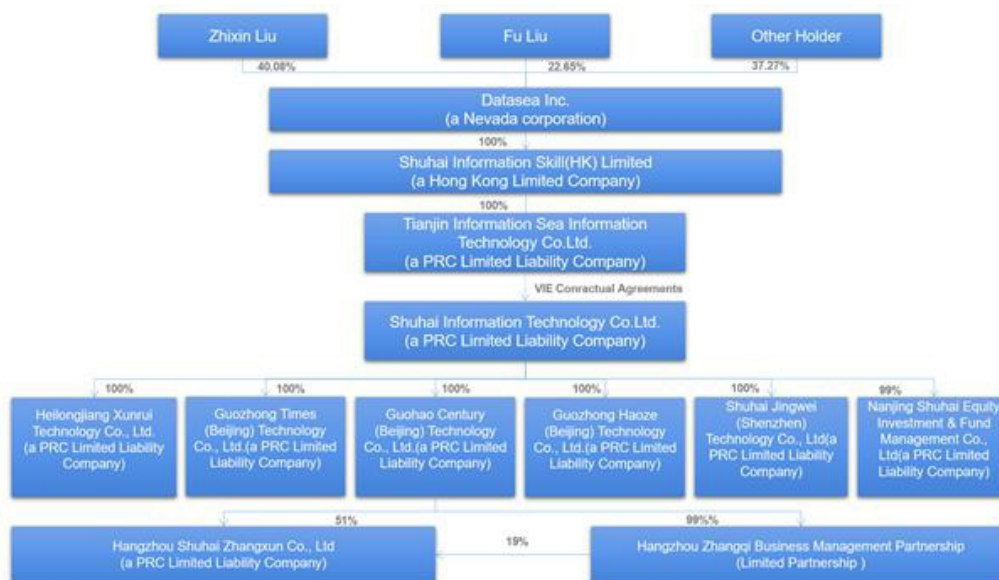 Zhixin Liu
Fu Liu
Other Holder
40.08%
22.65%
37.27%
Datasea Inc.
(a Nevada corporation)
100%
Shuhai Information Skill(HK) Limited
(a Hong Kong Limited Company)
100%
Tianjin Information Sea Information
Technology Co.Ltd.
(a PRC Limited Liability Company)
VIE Conractual Agreements
Shuhai Information Technology Co.Ltd.
(a PRC Limited Liability Company)
100%
100%
100%
100%
100%
99%
Heilongjiang Xunrui
Technology Co., Ltd.
(a PRC Limited Liability
Company)
Guozhong Times
(Beijing) Technology
Co., Ltd.(a PRC Limited
Liability Company)
Guohao Century
(Beijing) Technology
Co., Ltd.(a PRC Limited
Liability Company)
Guozhong Haoze
(Beijing) Technology
Co., Ltd.(a PRC Limited
Liability Company)
Shuhai Jingwei
(Shenzhen)
Technology Co., Ltd(a
PRC Limited Liability
Company)
Nanjing Shuhai Equity
Investment & Fund
Management Co.,
Ltd(a PRC Limited
Liability Company)
51%
99%%
Hangzhou Shuhai Zhangxun Co., Ltd
(a PRC Limited Liability Company)
19%
Hangzhou Zhangqi Business Management Partnership
(Limited Partnership )